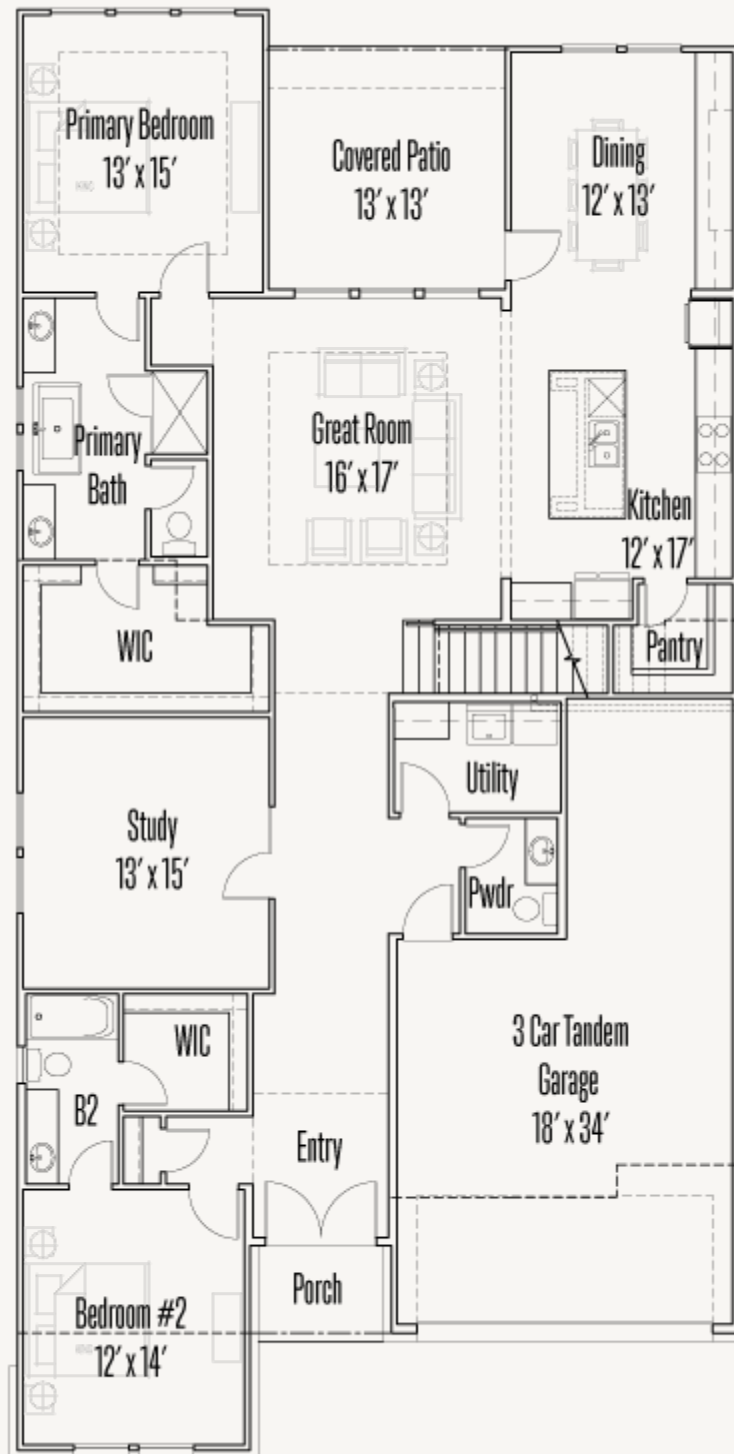 Primary Bedroom
13' x 15'
Covered Patio
13' x 13'
Dining
12' x 13'
Great Room
16' x 17'
Primary
Bath
Kitchen
12' x 17'
WIC
Pantry
Utility
Study
13' x 15'
Pwdr
WIC
B2
3 Car Tandem
Garage
18' x 34'
Entry
Porch
Bedroom #2
12' x 14'